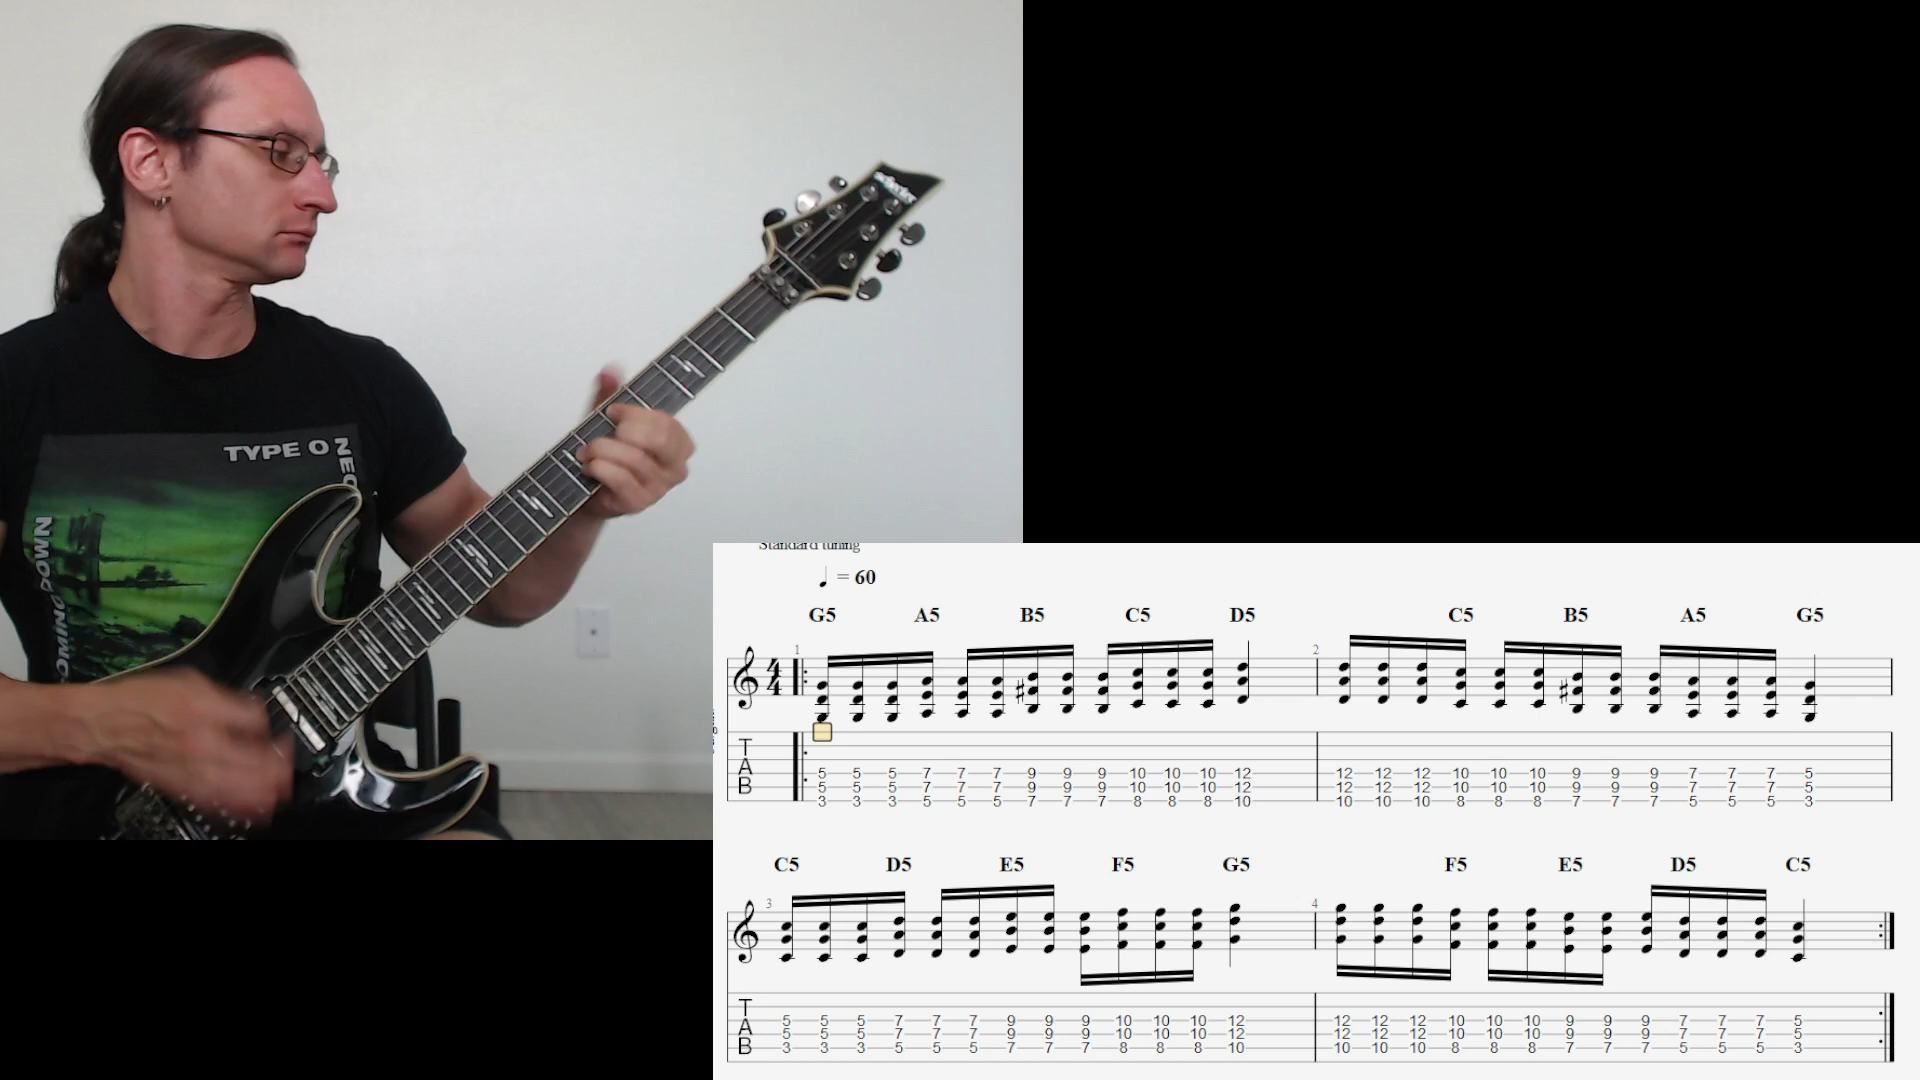 Schecter
TYPE O NEG
NWOD GNIMOC
Standard tuning
♩ = 60
G5 A5 B5 C5 D5 C5 B5 A5 G5
1 2
4
4
T 5 5 5 7 7 7 9 9 9 10 10 10 12 12 12 12 10 10 10 9 9 9 7 7 7 5
A 5 5 5 7 7 7 9 9 9 10 10 10 12 12 12 12 10 10 10 9 9 9 7 7 7 5
B 3 3 3 5 5 5 7 7 7 8 8 8 10 10 10 10 8 8 8 7 7 7 5 5 5 3
C5 D5 E5 F5 G5 F5 E5 D5 C5
3 4
T 5 5 5 7 7 7 9 9 9 10 10 10 12 12 12 12 10 10 10 9 9 9 7 7 7 5
A 5 5 5 7 7 7 9 9 9 10 10 10 12 12 12 12 10 10 10 9 9 9 7 7 7 5
B 3 3 3 5 5 5 7 7 7 8 8 8 10 10 10 10 8 8 8 7 7 7 5 5 5 3